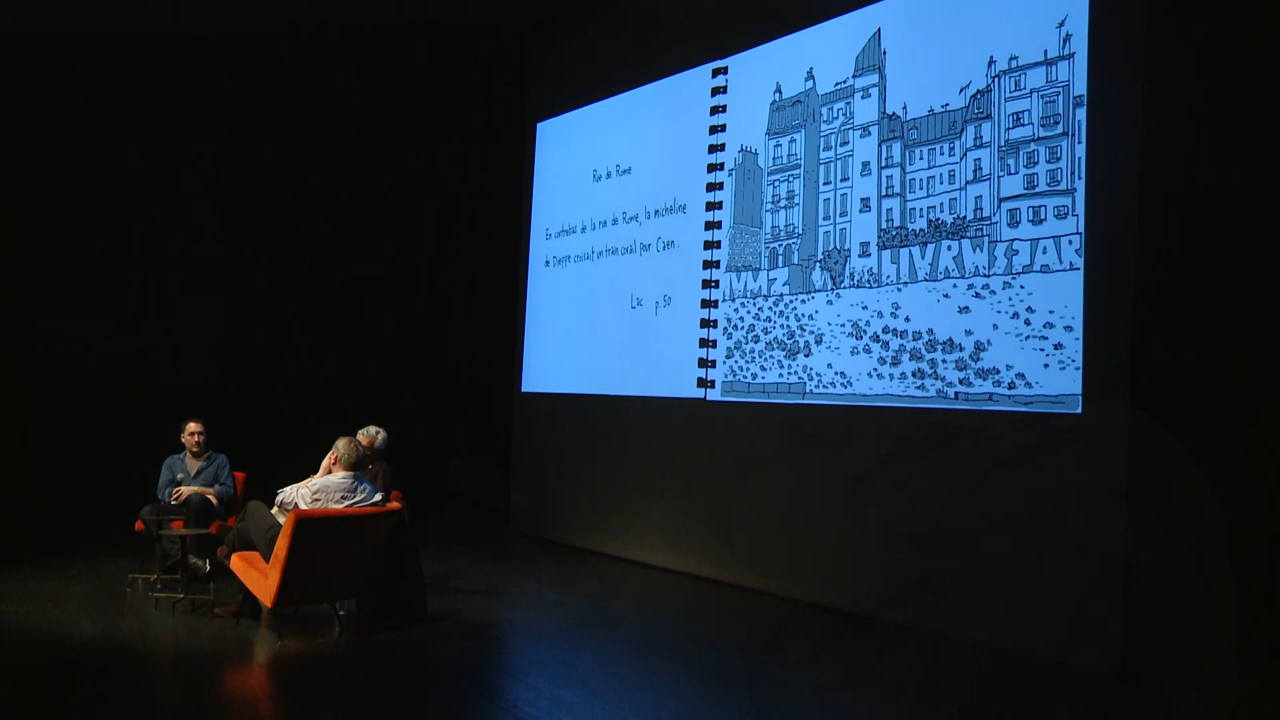 Rue de Rome
En contrebas de la rue de Rome, la micheline
de Dieppe croisait un train corail pour Caen.
Lac p.50
LIVRWSZAR